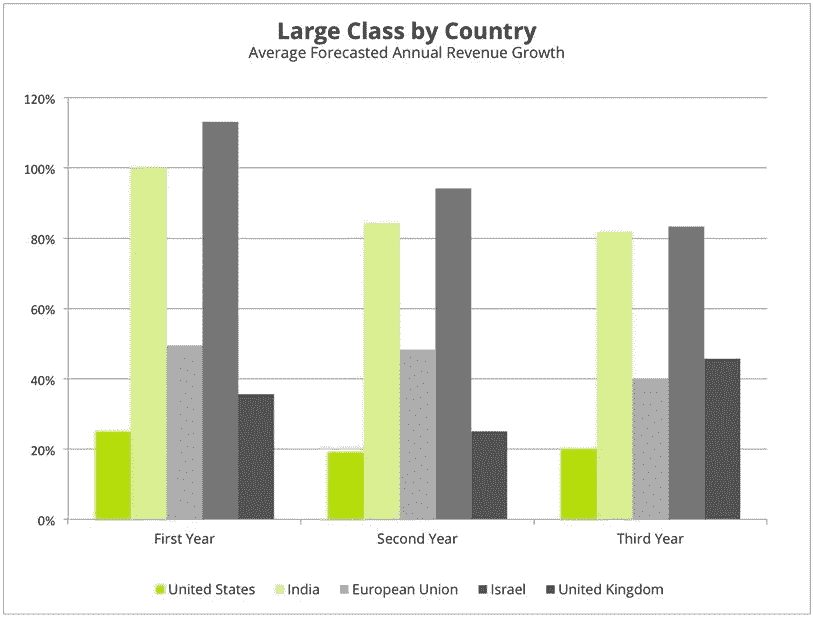 Large Class by Country
Average Forecasted Annual Revenue Growth
120%
100%
80%
60%
40%
20%
0%
First Year Second Year Third Year
United States India European Union Israel United Kingdom